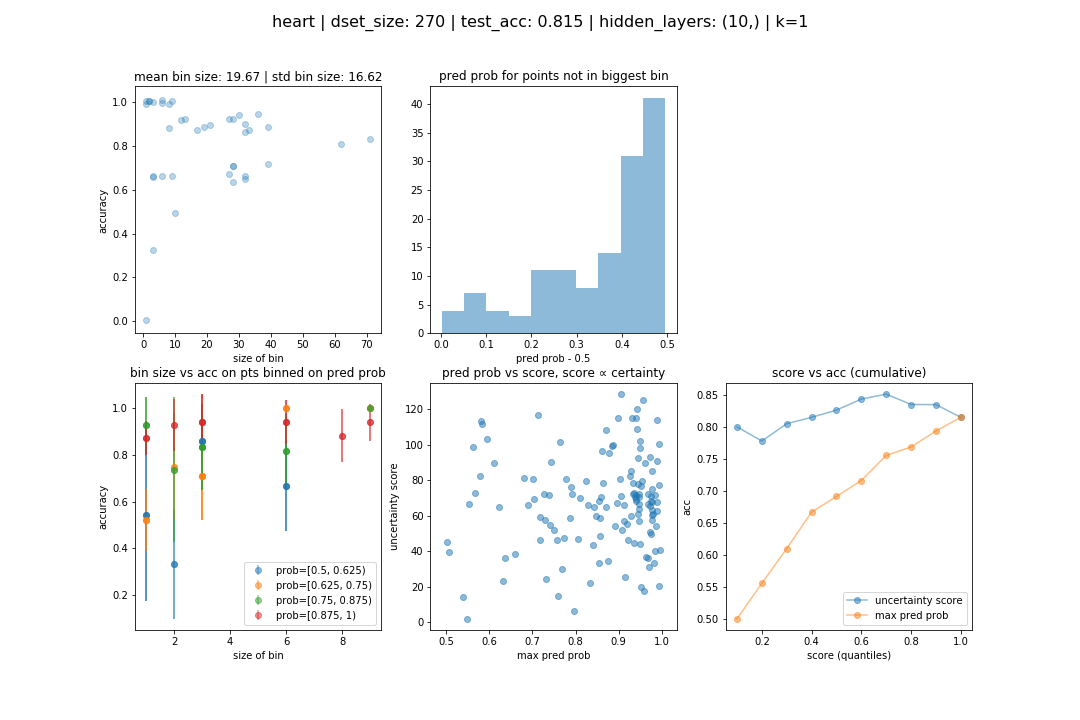 heart | dset_size: 270 | test_acc: 0.815 | hidden_layers: (10,) | k=1
mean bin size: 19.67 | std bin size: 16.62
1.0
0.8
0.6
0.4
0.2
0.0
accuracy
0 10 20 30 40 50 60 70
size of bin
pred prob for points not in biggest bin
40
35
30
25
20
15
10
5
0
0.0 0.1 0.2 0.3 0.4 0.5
pred prob - 0.5
bin size vs acc on pts binned on pred prob
1.0
0.8
0.6
0.4
0.2
accuracy
prob=[0.5, 0.625)
prob=[0.625, 0.75)
prob=[0.75, 0.875)
prob=[0.875, 1)
2 4 6 8
size of bin
pred prob vs score, score ∝ certainty
120
100
80
60
40
20
0
uncertainty score
0.5 0.6 0.7 0.8 0.9 1.0
max pred prob
score vs acc (cumulative)
0.85
0.80
0.75
0.70
0.65
0.60
0.55
0.50
acc
uncertainty score
max pred prob
0.2 0.4 0.6 0.8 1.0
score (quantiles)